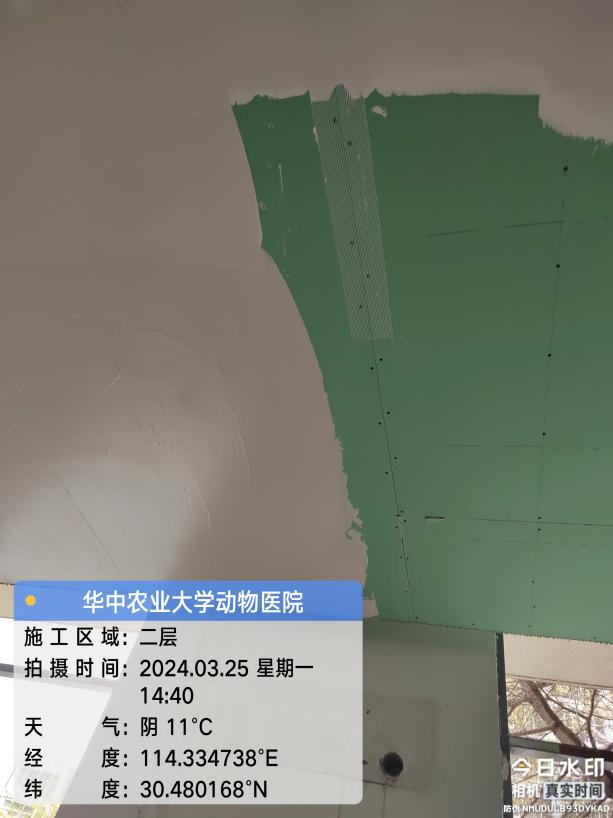 华中农业大学动物医院
施工区域：二层
拍摄时间：2024.03.25 星期一
14:40
天气：阴 11°C
经度：114.334738°E
纬度：30.480168°N
今日水印
相机 真实时间
防伪 NMUDULB93DYKAD